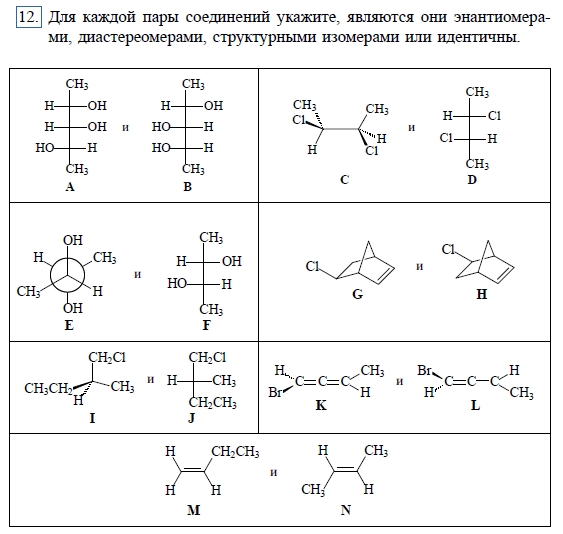 12. Для каждой пары соединений укажите, являются они энантиомера-
ми, диастереомерами, структурными изомерами или идентичны.
CH3 CH3
H OH H OH
H OH и HO H
HO H HO H
CH3 CH3
A B
CH3 CH3 CH3
Cl H Cl
и
H Cl H
H Cl CH3
C D
OH CH3
H CH3 H OH
и
CH3 H HO H
OH CH3
E F
Cl и Cl
G H
CH2Cl CH2Cl
CH3CH2 CH3 и H CH3
H CH2CH3
I J
H CH3 Br H
C=C=C и C=C-C
Br H H CH3
K L
H CH2CH3 H CH3
и
H H CH3 H
M N